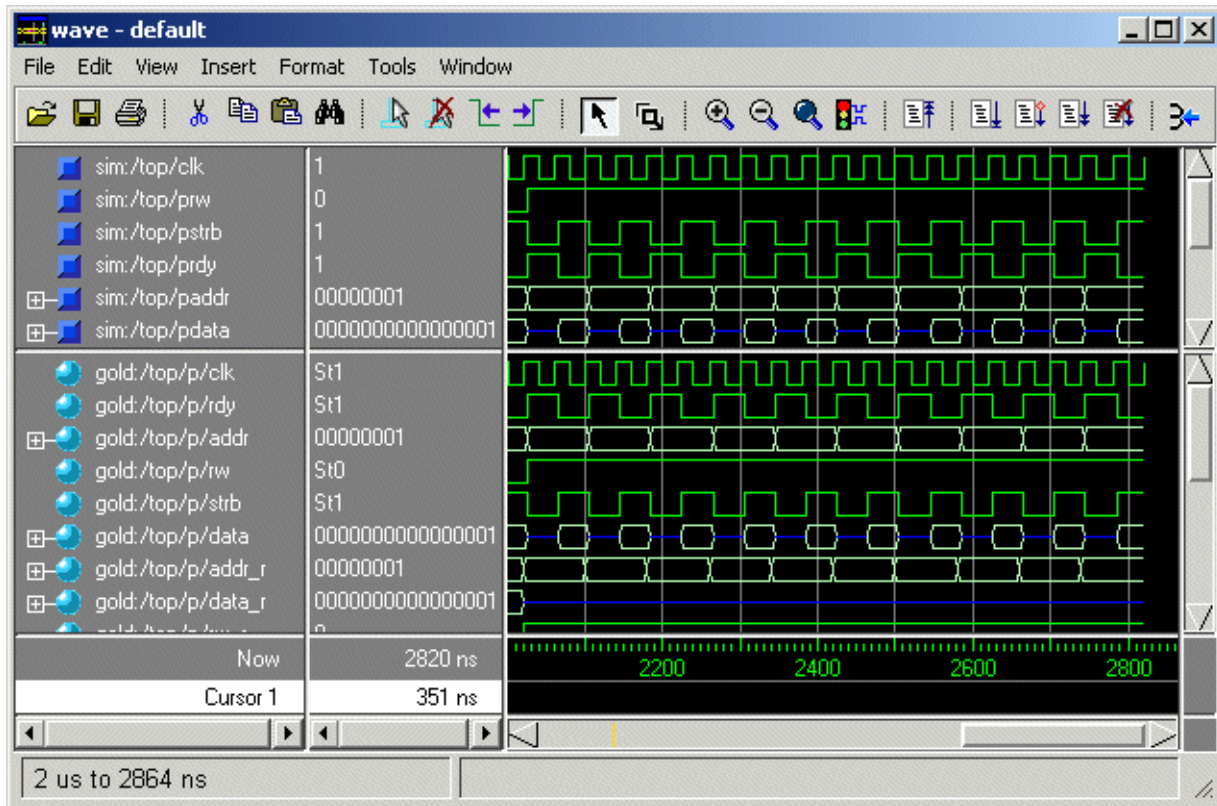 wave - default
File Edit View Insert Format Tools Window
sim:/top/clk 1
sim:/top/prw 0
sim:/top/pstrb 1
sim:/top/prdy 1
sim:/top/paddr 00000001
sim:/top/pdata 0000000000000001
gold:/top/p/clk St1
gold:/top/p/rdy St1
gold:/top/p/addr 00000001
gold:/top/p/rw St0
gold:/top/p/strb St1
gold:/top/p/data 0000000000000001
gold:/top/p/addr_r 00000001
gold:/top/p/data_r 0000000000000001
Now 2820 ns 2200 2400 2600 2800
Cursor 1 351 ns
2 us to 2864 ns